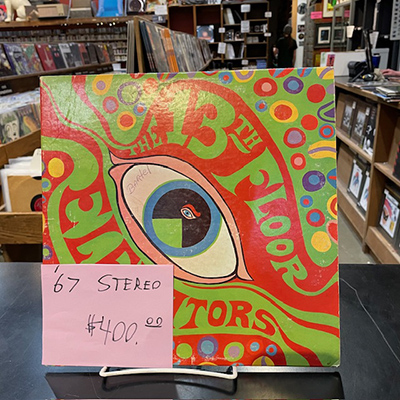 THE 13TH FLOOR
ELEVATORS
'67 STEREO
$400.00